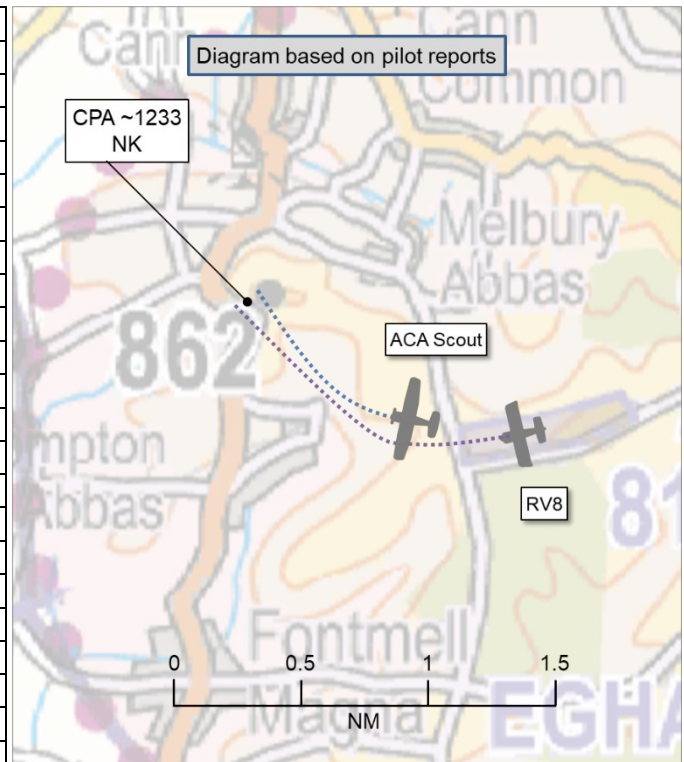 Cann
Cann
Common
Diagram based on pilot reports
CPA ~1233
NK
Melbury
Abbas
862
ACA Scout
mpton
Abbas
RV8
81
Fontmell
Magna
0
0.5
1
1.5
NM
EGHA